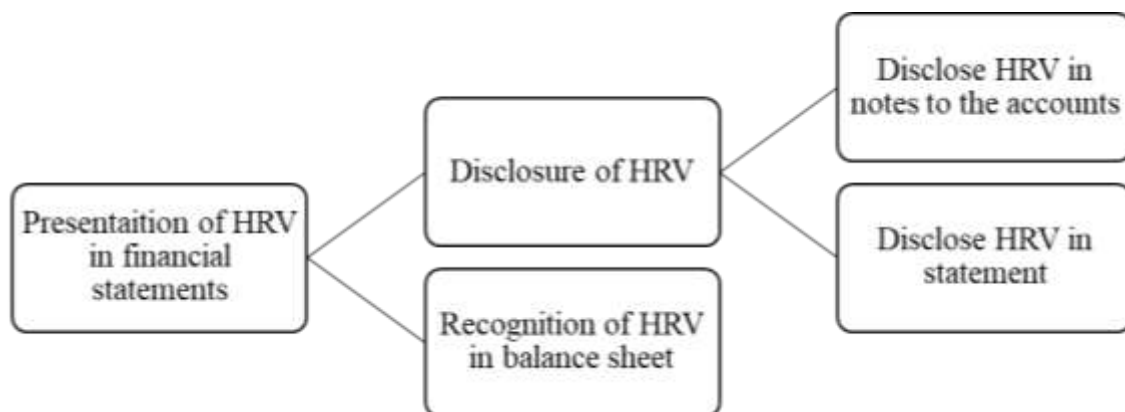 Presentaition of HRV
in financial
statements
Disclosure of HRV
Recognition of HRV
in balance sheet
Disclose HRV in
notes to the accounts
Disclose HRV in
statement